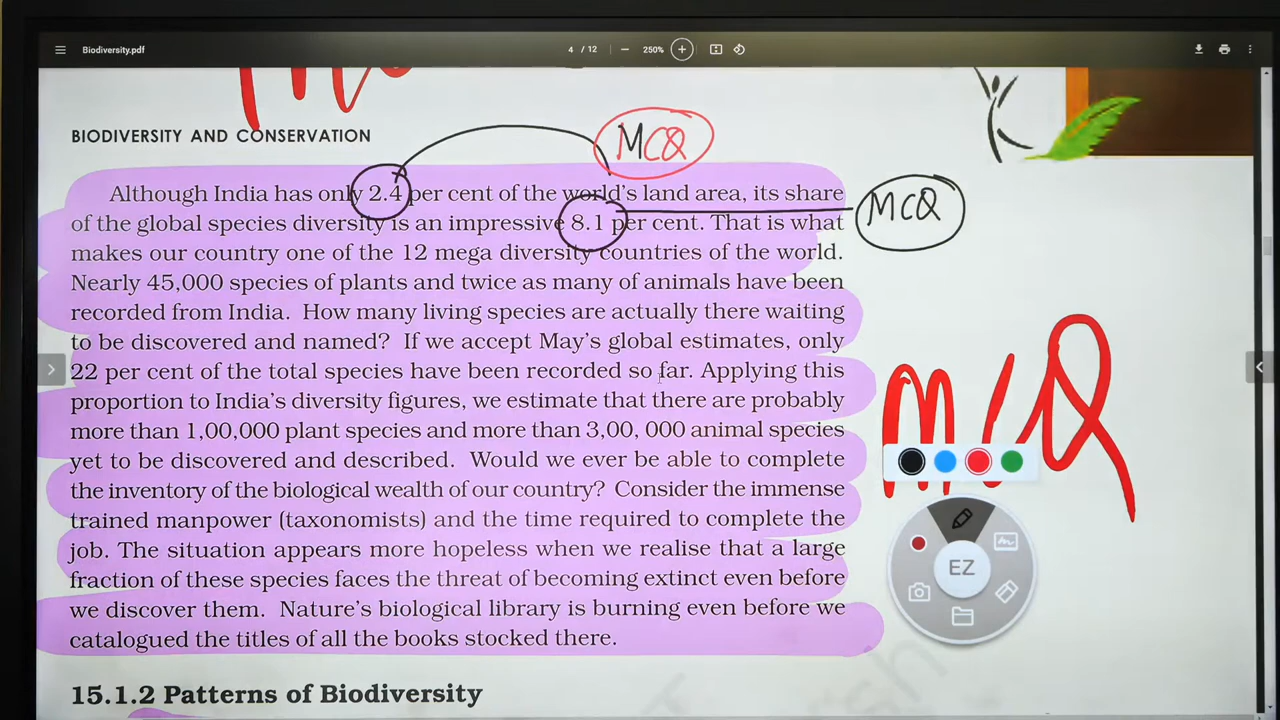 Biodiversity.pdf
4 / 12
250%
BIODIVERSITY AND CONSERVATION
MCQ
Although India has only 2.4 per cent of the world's land area, its share
of the global species diversity is an impressive 8.1 per cent. That is what
MCQ
makes our country one of the 12 mega diversity countries of the world.
Nearly 45,000 species of plants and twice as many of animals have been
recorded from India. How many living species are actually there waiting
to be discovered and named? If we accept May's global estimates, only
22 per cent of the total species have been recorded so far. Applying this
proportion to India's diversity figures, we estimate that there are probably
more than 1,00,000 plant species and more than 3,00, 000 animal species
yet to be discovered and described. Would we ever be able to complete
the inventory of the biological wealth of our country? Consider the immense
trained manpower (taxonomists) and the time required to complete the
job. The situation appears more hopeless when we realise that a large
fraction of these species faces the threat of becoming extinct even before
we discover them. Nature's biological library is burning even before we
catalogued the titles of all the books stocked there.
MCQ
EZ
15.1.2 Patterns of Biodiversity